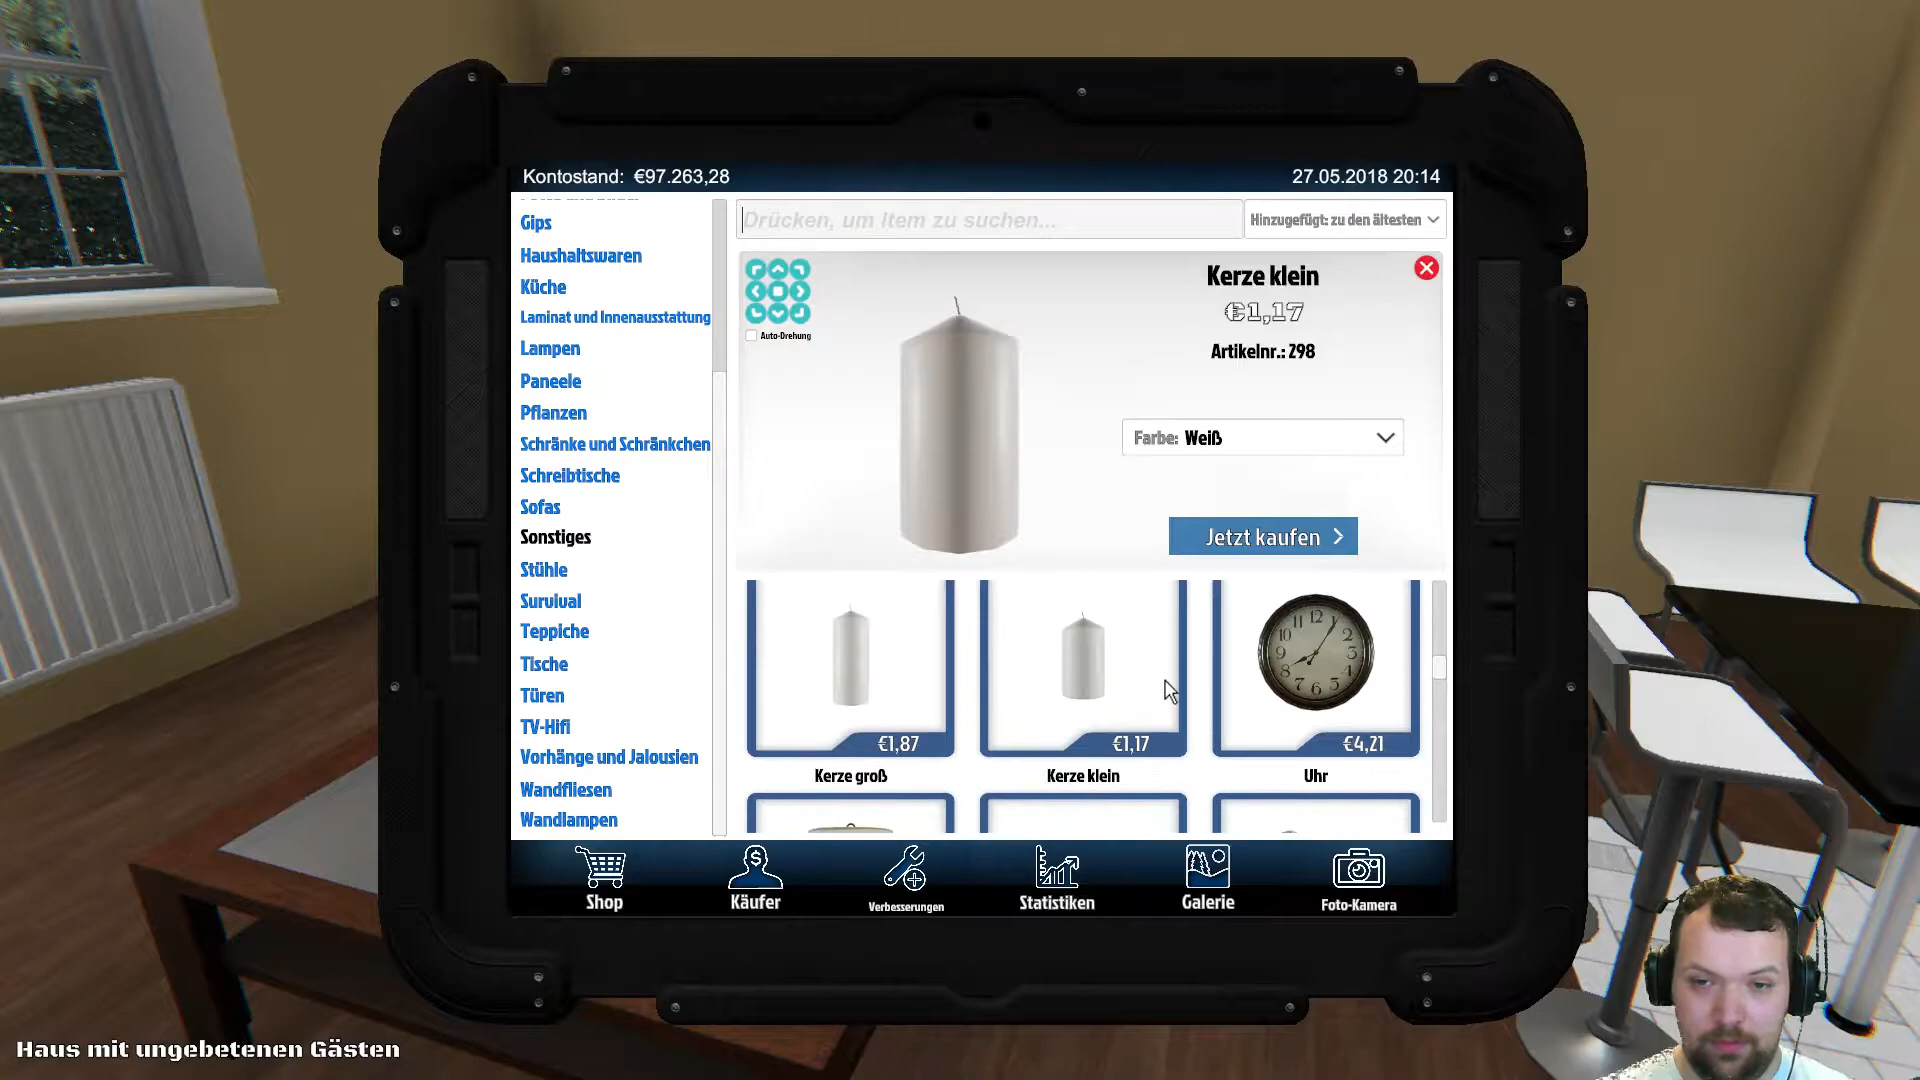 Kontostand: €97.263,28
27.05.2018 20:14
Gips
Haushaltswaren
Küche
Laminat und Innenausstattung
Lampen
Paneele
Pflanzen
Schränke und Schränkchen
Schreibtische
Sofas
Sonstiges
Stühle
Survival
Teppiche
Tische
Türen
TV-Hifi
Vorhänge und Jalousien
Wandfliesen
Wandlampen
Drücken, um Item zu suchen...
Hinzugefügt: zu den ältesten
Auto-Drehung
Kerze klein
€1,17
Artikelnr.: 298
Farbe: Weiß
Jetzt kaufen
€1,87
€1,17
€4,21
Kerze groß
Kerze klein
Uhr
Shop
Käufer
Verbesserungen
Statistiken
Galerie
Foto-Kamera
Haus mit ungebetenen Gästen